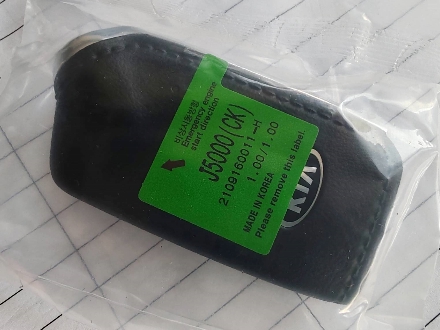 비상시동방향
Emergency engine
start direction
J5000(CK)
2109160011_H
1.00/1.00
MADE IN KOREA
Please remove this label.
KIA